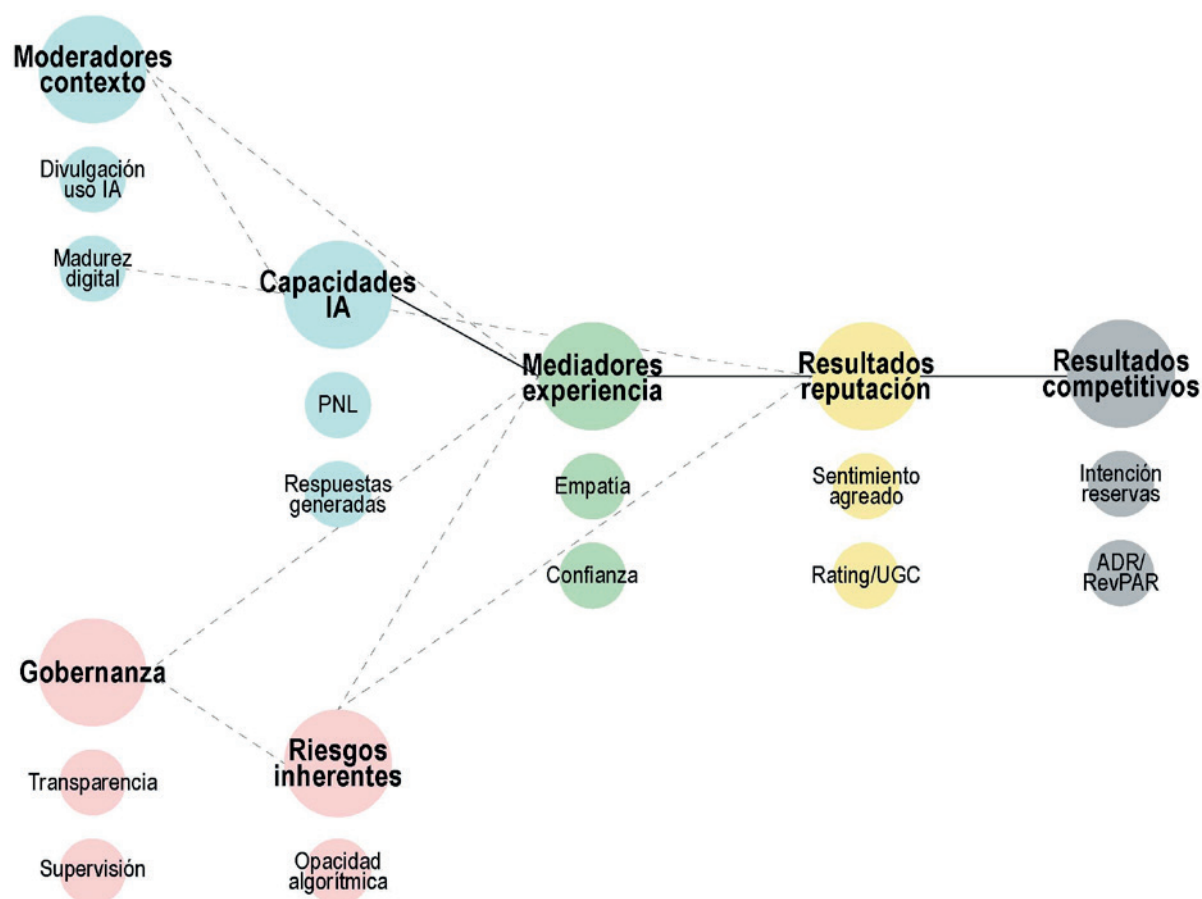 Moderadores
contexto
Divulgación
uso IA
Madurez
digital
Capacidades
IA
PNL
Respuestas
generadas
Mediadores
experiencia
Empatía
Confianza
Resultados
reputación
Sentimiento
agreado
Rating/UGC
Resultados
competitivos
Intención
reservas
ADR/
RevPAR
Gobernanza
Transparencia
Supervisión
Riesgos
inherentes
Opacidad
algorítmica